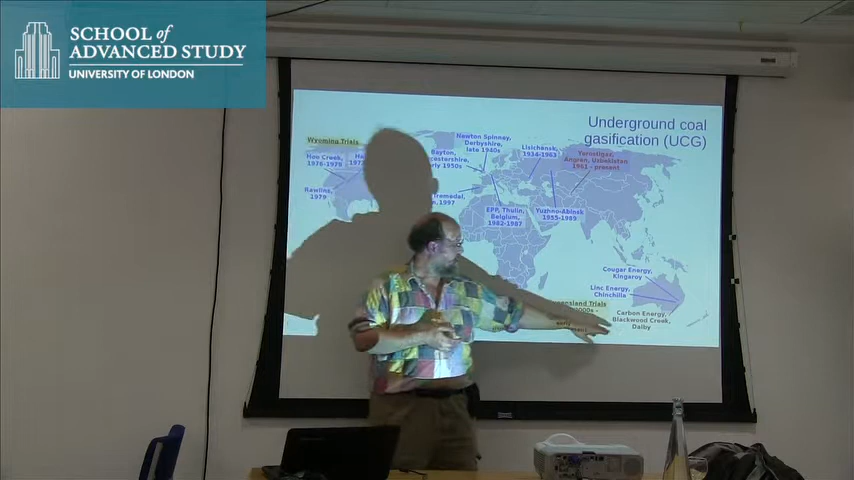 SCHOOL of
ADVANCED STUDY
UNIVERSITY OF LONDON
Underground coal
gasification (UCG)
Wyoming Trials
Hoe Creek,
1976-1979
Rawlins,
1979
Newton Spinney,
Derbyshire,
late 1940s
Bayton,
1950s
1997
Lisichansk,
1934-1963
Yerostigaz,
Angren, Uzbekistan
1961 - present
EPP, Thulin,
Belgium,
1982-1987
Yuzhno-Abinsk
1955-1989
Cougar Energy,
Kingaroy
Linc Energy,
Chinchilla
Carbon Energy,
Bloodwood Creek,
Dalby
Trials
early